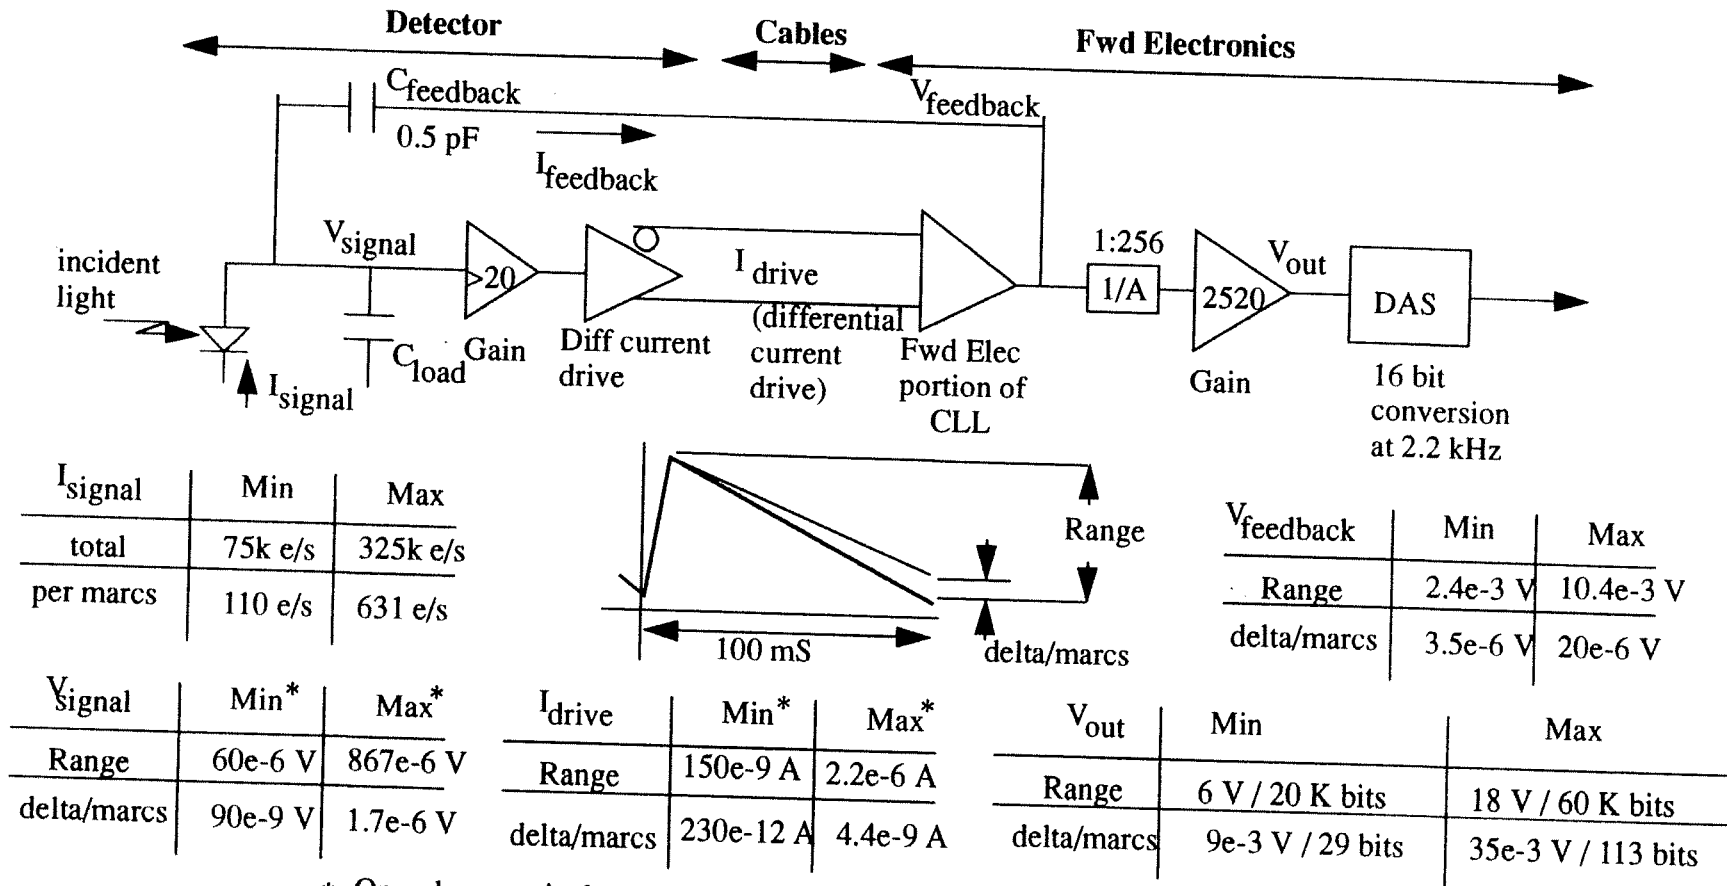 Detector
Cables
Fwd Electronics
Cfeedback
0.5 pF
Ifeedback
Vfeedback
incident
light
Vsignal
>20
Gain
Cload
Isignal
Diff current
drive
I drive
(differential
current
drive)
Fwd Elec
portion of
CLL
1:256
1/A
2520
Gain
Vout
DAS
16 bit
conversion
at 2.2 kHz
Isignal Min Max
total 75k e/s 325k e/s
per marcs 110 e/s 631 e/s
Range
100 mS
delta/marcs
Vfeedback Min Max
Range 2.4e-3 V 10.4e-3 V
delta/marcs 3.5e-6 V 20e-6 V
Vsignal Min* Max*
Range 60e-6 V 867e-6 V
delta/marcs 90e-9 V 1.7e-6 V
Idrive Min* Max*
Range 150e-9 A 2.2e-6 A
delta/marcs 230e-12 A 4.4e-9 A
Vout Min Max
Range 6 V / 20 K bits 18 V / 60 K bits
delta/marcs 9e-3 V / 29 bits 35e-3 V / 113 bits